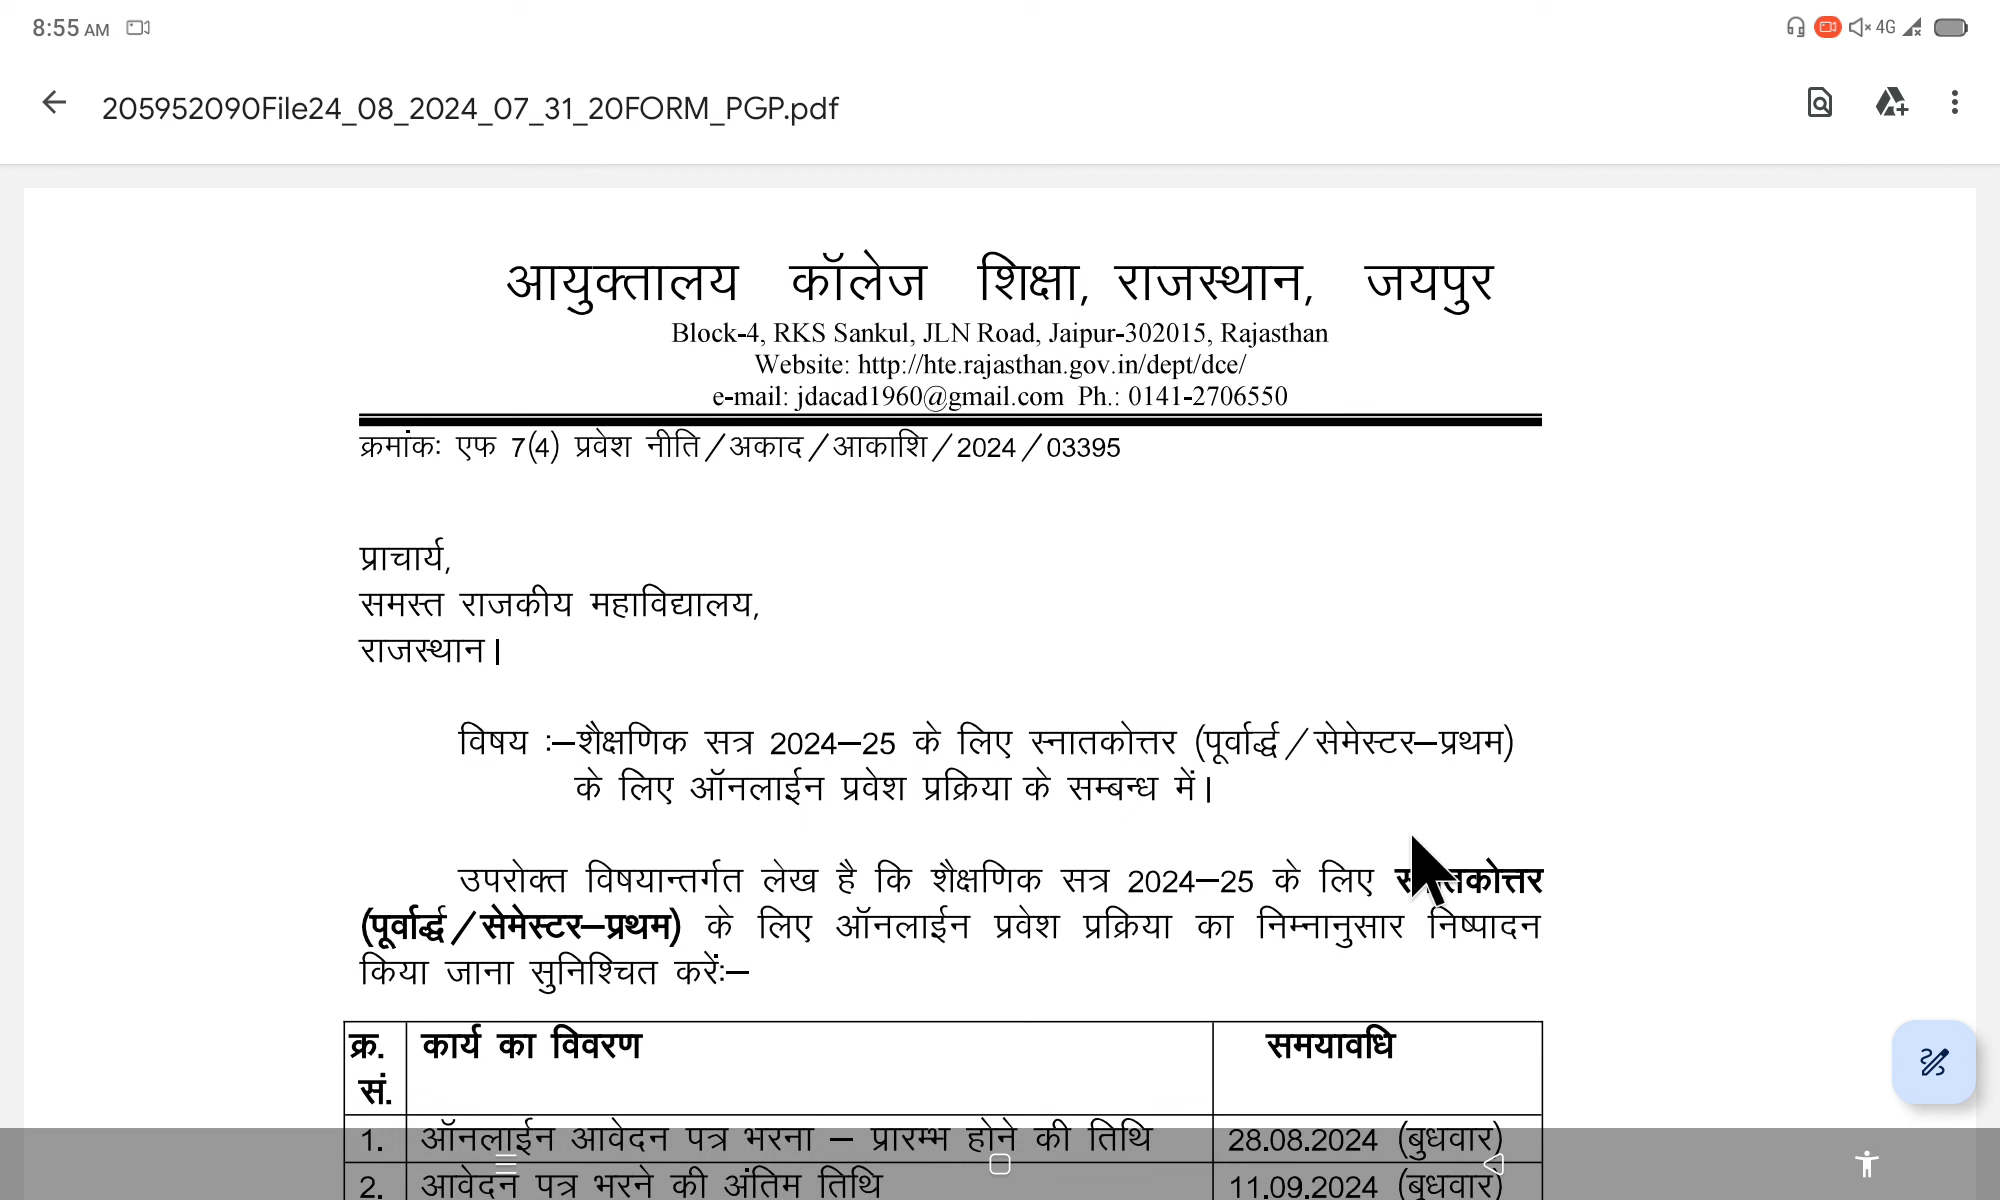 8:55 AM
4G
205952090File24_08_2024_07_31_20FORM_PGP.pdf
आयुक्तालय कॉलेज शिक्षा, राजस्थान, जयपुर
Block-4, RKS Sankul, JLN Road, Jaipur-302015, Rajasthan
Website: http://hte.rajasthan.gov.in/dept/dce/
e-mail: jdacad1960@gmail.com Ph.: 0141-2706550
क्रमांकः एफ 7(4) प्रवेश नीति/अकाद/आकाशि/2024/03395
प्राचार्य,
समस्त राजकीय महाविद्यालय,
राजस्थान।
विषय :–शैक्षणिक सत्र 2024–25 के लिए स्नातकोत्तर (पूर्वार्द्ध/सेमेस्टर–प्रथम)
के लिए ऑनलाईन प्रवेश प्रक्रिया के सम्बन्ध में।
उपरोक्त विषयान्तर्गत लेख है कि शैक्षणिक सत्र 2024–25 के लिए स्नातकोत्तर
(पूर्वार्द्ध/सेमेस्टर–प्रथम) के लिए ऑनलाईन प्रवेश प्रक्रिया का निम्नानुसार निष्पादन
किया जाना सुनिश्चित करेंः–
क्र. सं. कार्य का विवरण समयावधि
1. ऑनलाईन आवेदन पत्र भरना – प्रारम्भ होने की तिथि 28.08.2024 (बुधवार)
2. आवेदन पत्र भरने की अंतिम तिथि 11.09.2024 (बुधवार)